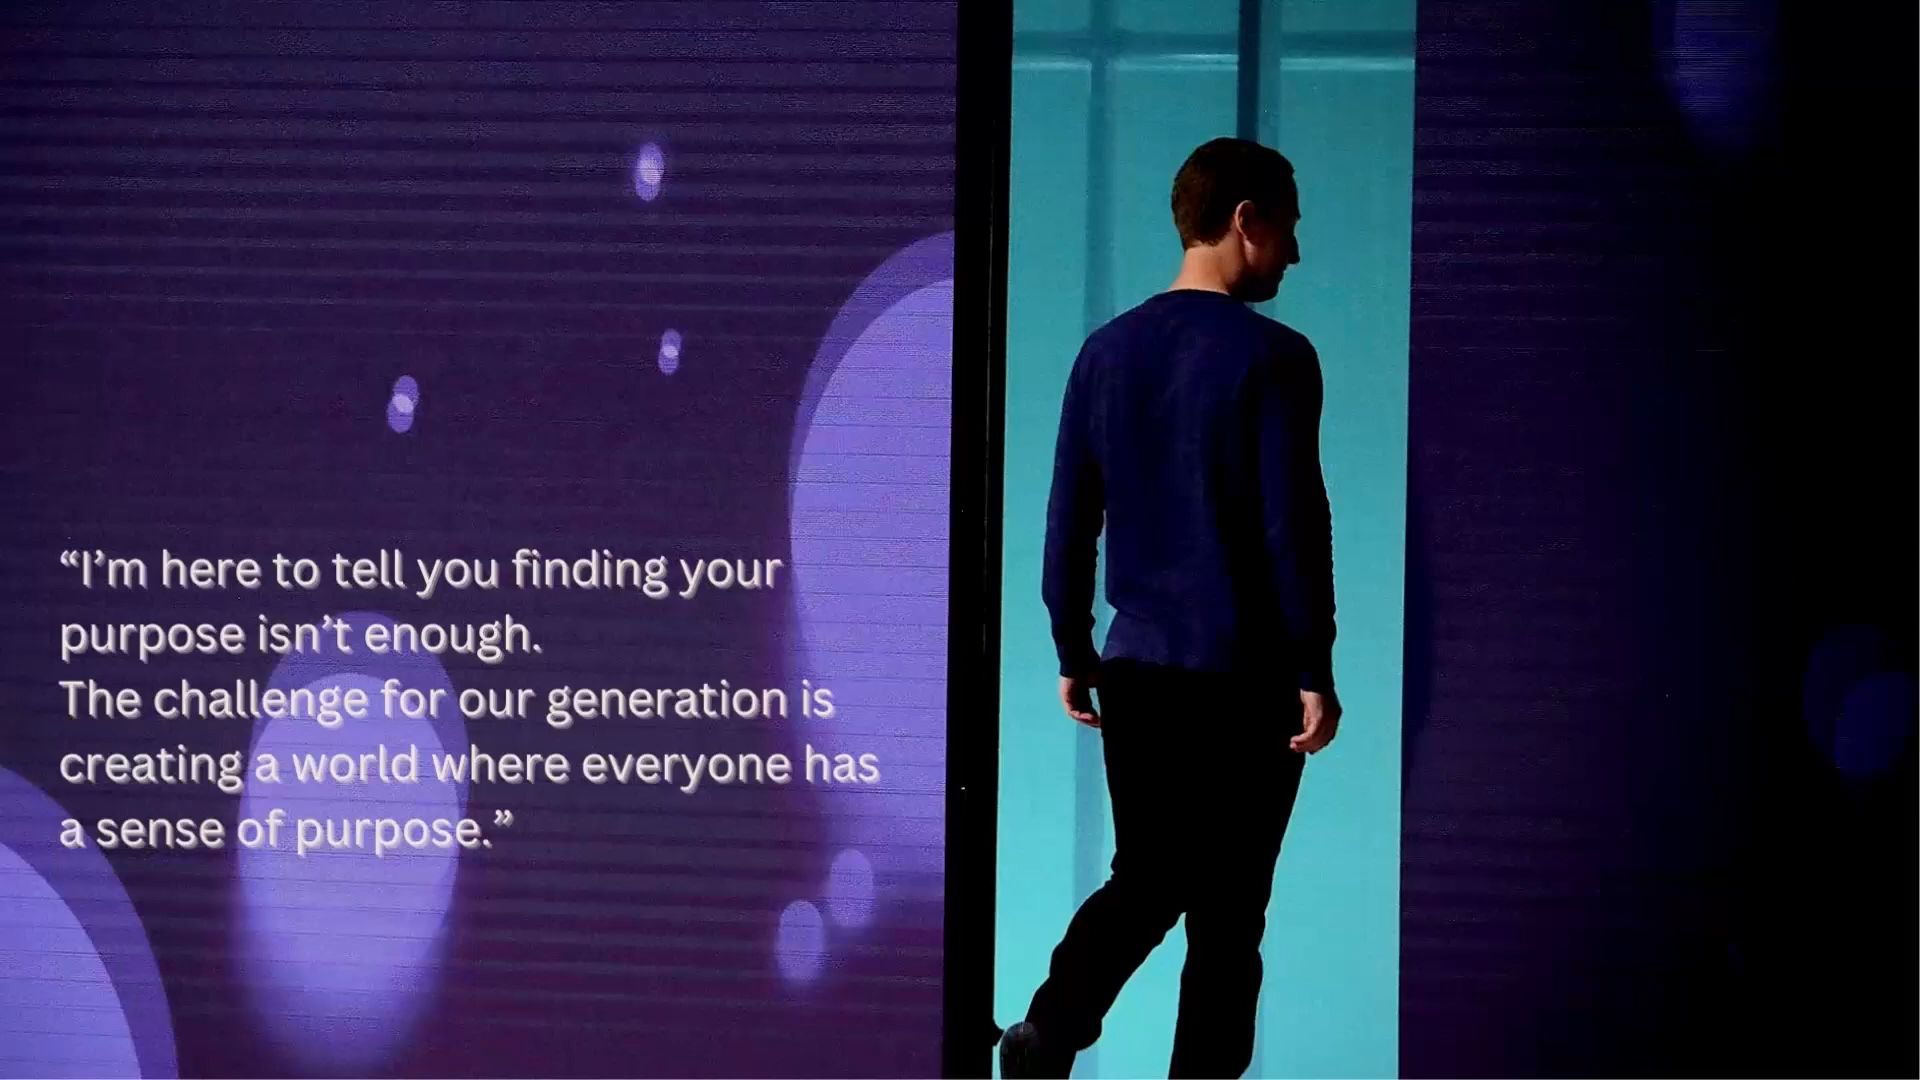 “I’m here to tell you finding your
purpose isn’t enough.
The challenge for our generation is
creating a world where everyone has
a sense of purpose.”